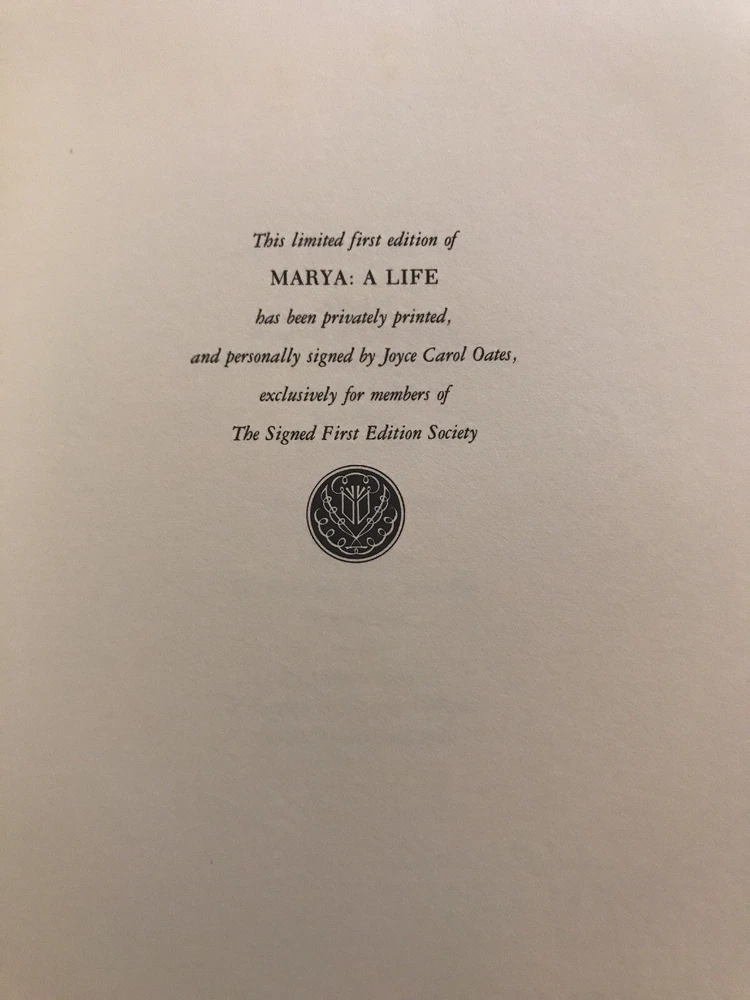 This limited first edition of
MARYA: A LIFE
has been privately printed,
and personally signed by Joyce Carol Oates,
exclusively for members of
The Signed First Edition Society